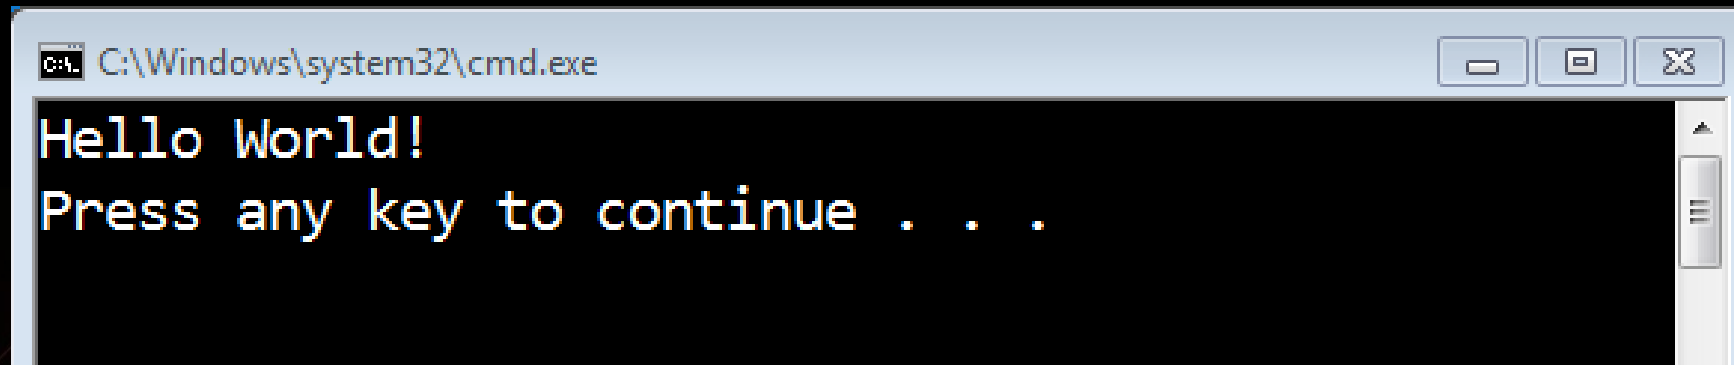 C:\Windows\system32\cmd.exe
Hello World!
Press any key to continue . . .